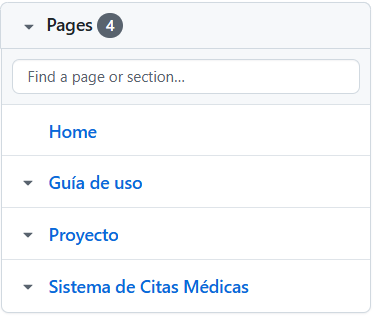 Pages 4
Find a page or section...
Home
Guía de uso
Proyecto
Sistema de Citas Médicas